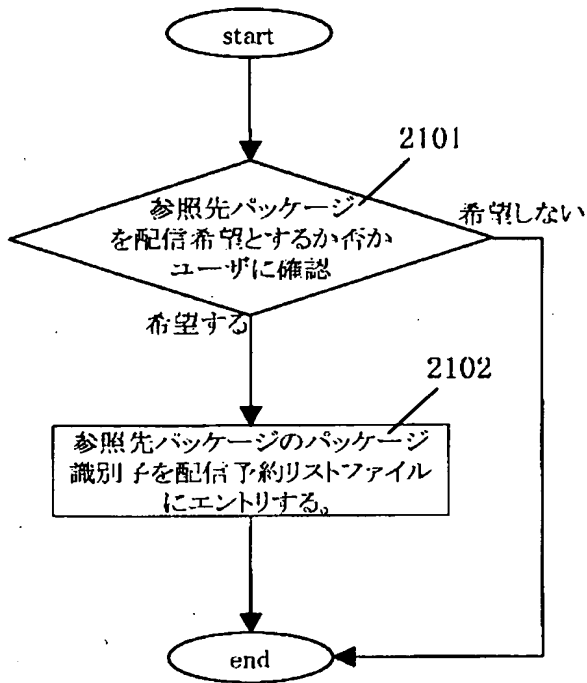 start
2101
参照先パッケージ
を配信希望とするか否か
ユーザに確認
希望しない
希望する
2102
参照先パッケージのパッケージ
識別子を配信予約リストファイル
にエントリする。
end